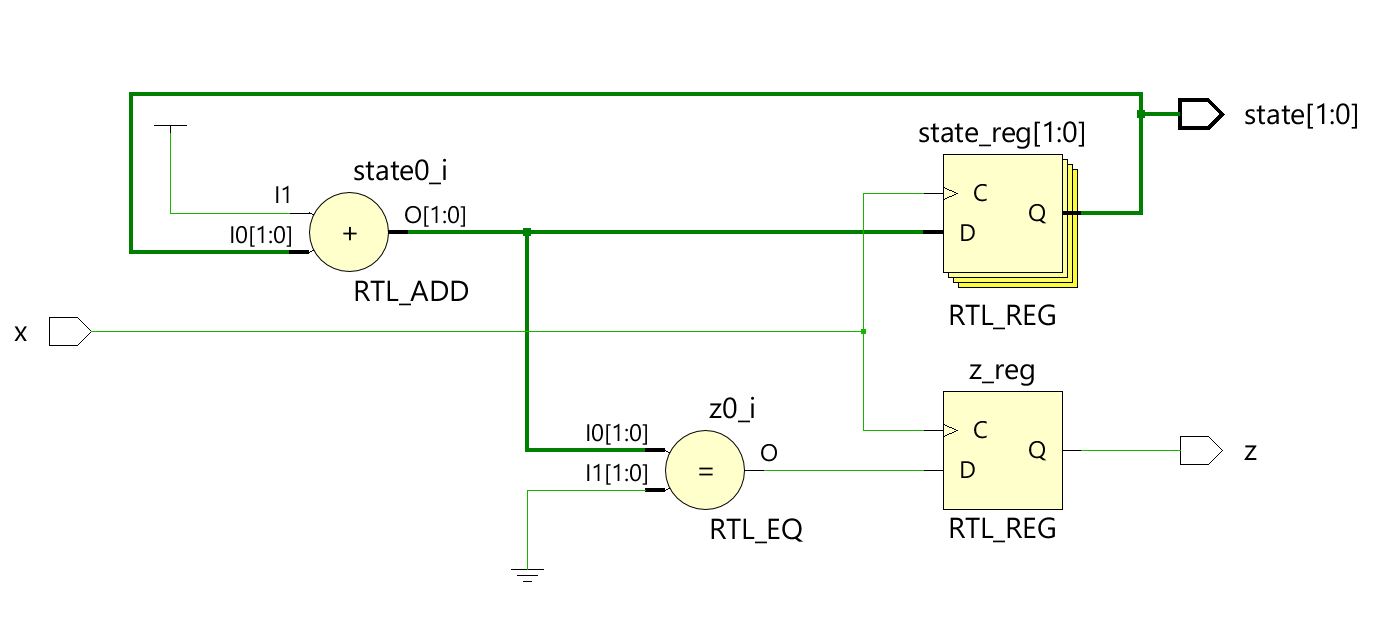 state[1:0]
state_reg[1:0]
state0_i
I1
O[1:0]
C
I0[1:0]
+
Q
D
RTL_ADD
RTL_REG
x
z_reg
z0_i
I0[1:0]
C
O
Q
z
I1[1:0]
=
D
RTL_EQ
RTL_REG